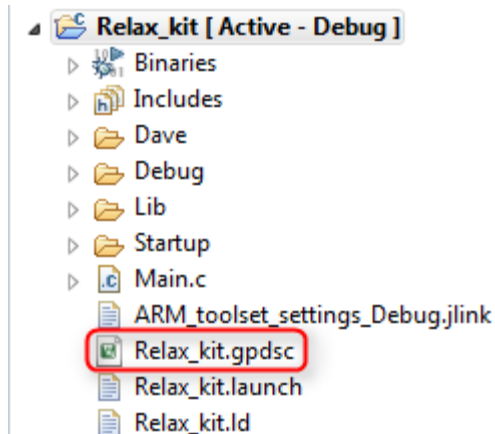 Relax_kit [ Active - Debug ]
Binaries
Includes
Dave
Debug
Lib
Startup
Main.c
ARM_toolset_settings_Debug.jlink
Relax_kit.gpdsc
Relax_kit.launch
Relax_kit.ld